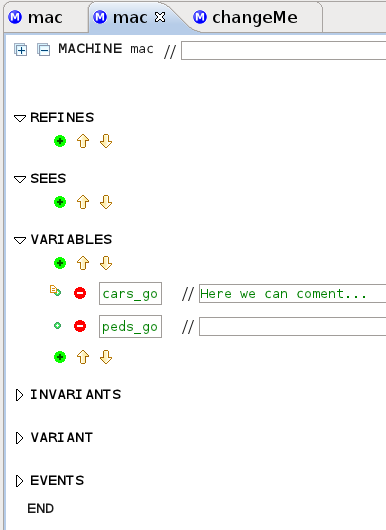 mac mac changeMe
MACHINE mac //
REFINES
SEES
VARIABLES
cars_go // Here we can coment...
peds_go //
INVARIANTS
VARIANT
EVENTS
END